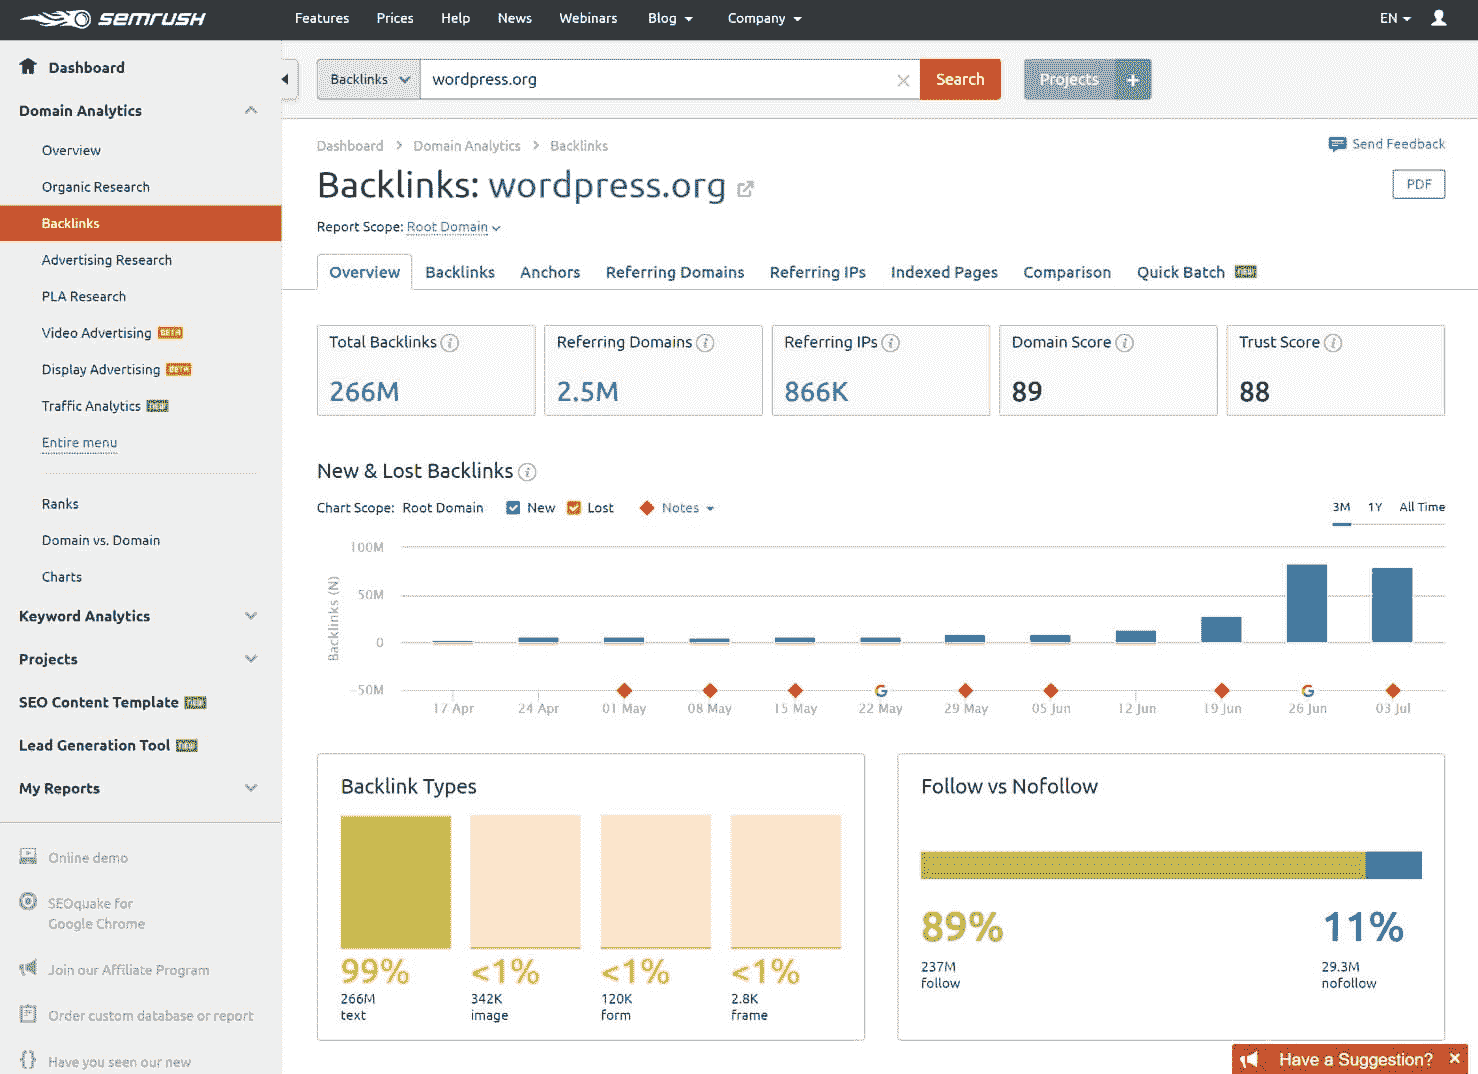 SEMRUSH
Features Prices Help News Webinars Blog Company EN
Dashboard
Domain Analytics
Overview
Organic Research
Backlinks
Advertising Research
PLA Research
Video Advertising BETA
Display Advertising BETA
Traffic Analytics NEW
Entire menu
Ranks
Domain vs. Domain
Charts
Keyword Analytics
Projects
SEO Content Template NEW
Lead Generation Tool NEW
My Reports
Online demo
SEOquake for
Google Chrome
Join our Affiliate Program
Order custom database or report
Have you seen our new
Backlinks wordpress.org Search Projects +
Dashboard > Domain Analytics > Backlinks
Send Feedback
Backlinks: wordpress.org
PDF
Report Scope: Root Domain
Overview Backlinks Anchors Referring Domains Referring IPs Indexed Pages Comparison Quick Batch NEW
Total Backlinks i
266M
Referring Domains i
2.5M
Referring IPs i
866K
Domain Score i
89
Trust Score i
88
New & Lost Backlinks i
Chart Scope: Root Domain New Lost Notes 3M 1Y All Time
Backlinks (N)
100M
50M
0
-50M
G G
17 Apr 24 Apr 01 May 08 May 15 May 22 May 29 May 05 Jun 12 Jun 19 Jun 26 Jun 03 Jul
Backlink Types
99% <1% <1% <1%
266M 342K 120K 2.8K
text image form frame
Follow vs Nofollow
89% 11%
237M 29.3M
follow nofollow
Have a Suggestion? ×